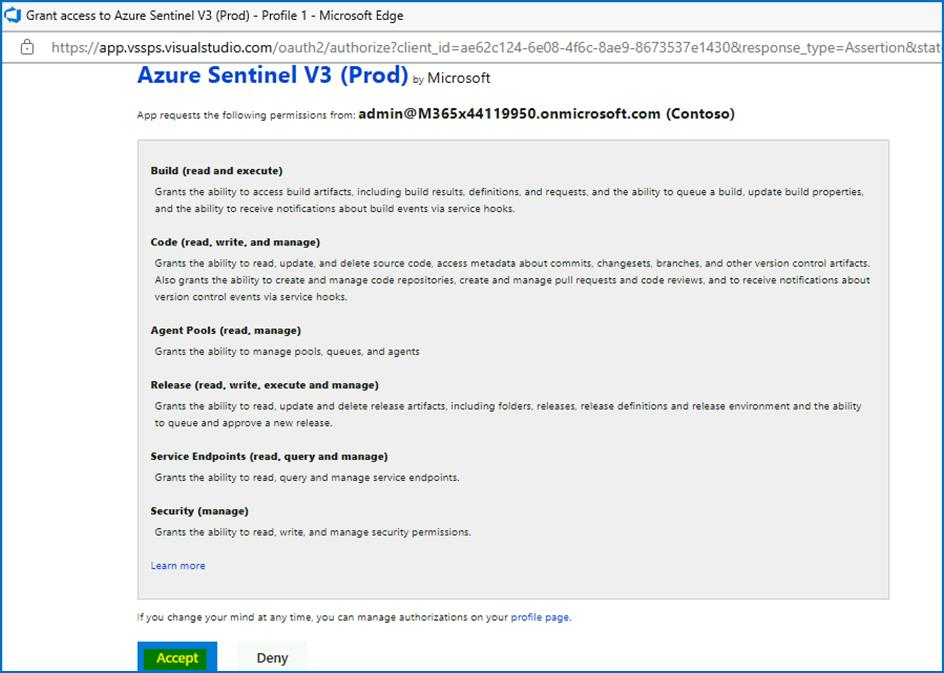 Grant access to Azure Sentinel V3 (Prod) - Profile 1 - Microsoft Edge
https://app.vssps.visualstudio.com/oauth2/authorize?client_id=ae62c124-6e08-4f6c-8ae9-8673537e1430&response_type=Assertion&stat
Azure Sentinel V3 (Prod) by Microsoft
App requests the following permissions from: admin@M365x44119950.onmicrosoft.com (Contoso)
Build (read and execute)
Grants the ability to access build artifacts, including build results, definitions, and requests, and the ability to queue a build, update build properties,
and the ability to receive notifications about build events via service hooks.
Code (read, write, and manage)
Grants the ability to read, update, and delete source code, access metadata about commits, changesets, branches, and other version control artifacts.
Also grants the ability to create and manage code repositories, create and manage pull requests and code reviews, and to receive notifications about
version control events via service hooks.
Agent Pools (read, manage)
Grants the ability to manage pools, queues, and agents
Release (read, write, execute and manage)
Grants the ability to read, update and delete release artifacts, including folders, releases, release definitions and release environment and the ability
to queue and approve a new release.
Service Endpoints (read, query and manage)
Grants the ability to read, query and manage service endpoints.
Security (manage)
Grants the ability to read, write, and manage security permissions.
Learn more
If you change your mind at any time, you can manage authorizations on your profile page.
Accept Deny